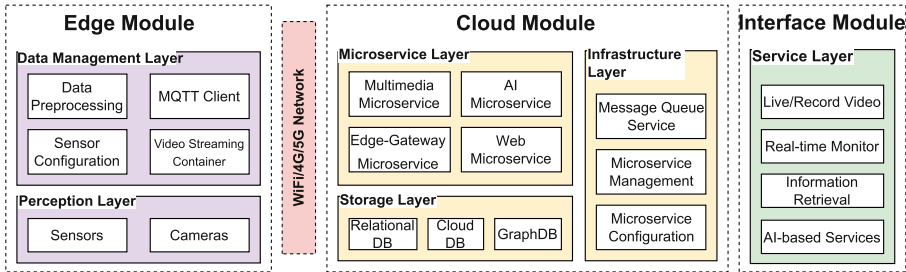 Edge Module
Data Management Layer
Data
Preprocessing
MQTT Client
Sensor
Configuration
Video Streaming
Container
Perception Layer
Sensors
Cameras
WiFi/4G/5G Network
Cloud Module
Microservice Layer
Multimedia
Microservice
AI
Microservice
Edge-Gateway
Microservice
Web
Microservice
Storage Layer
Relational
DB
Cloud
DB
GraphDB
Infrastructure
Layer
Message Queue
Service
Microservice
Management
Microservice
Configuration
Interface Module
Service Layer
Live/Record Video
Real-time Monitor
Information
Retrieval
AI-based Services